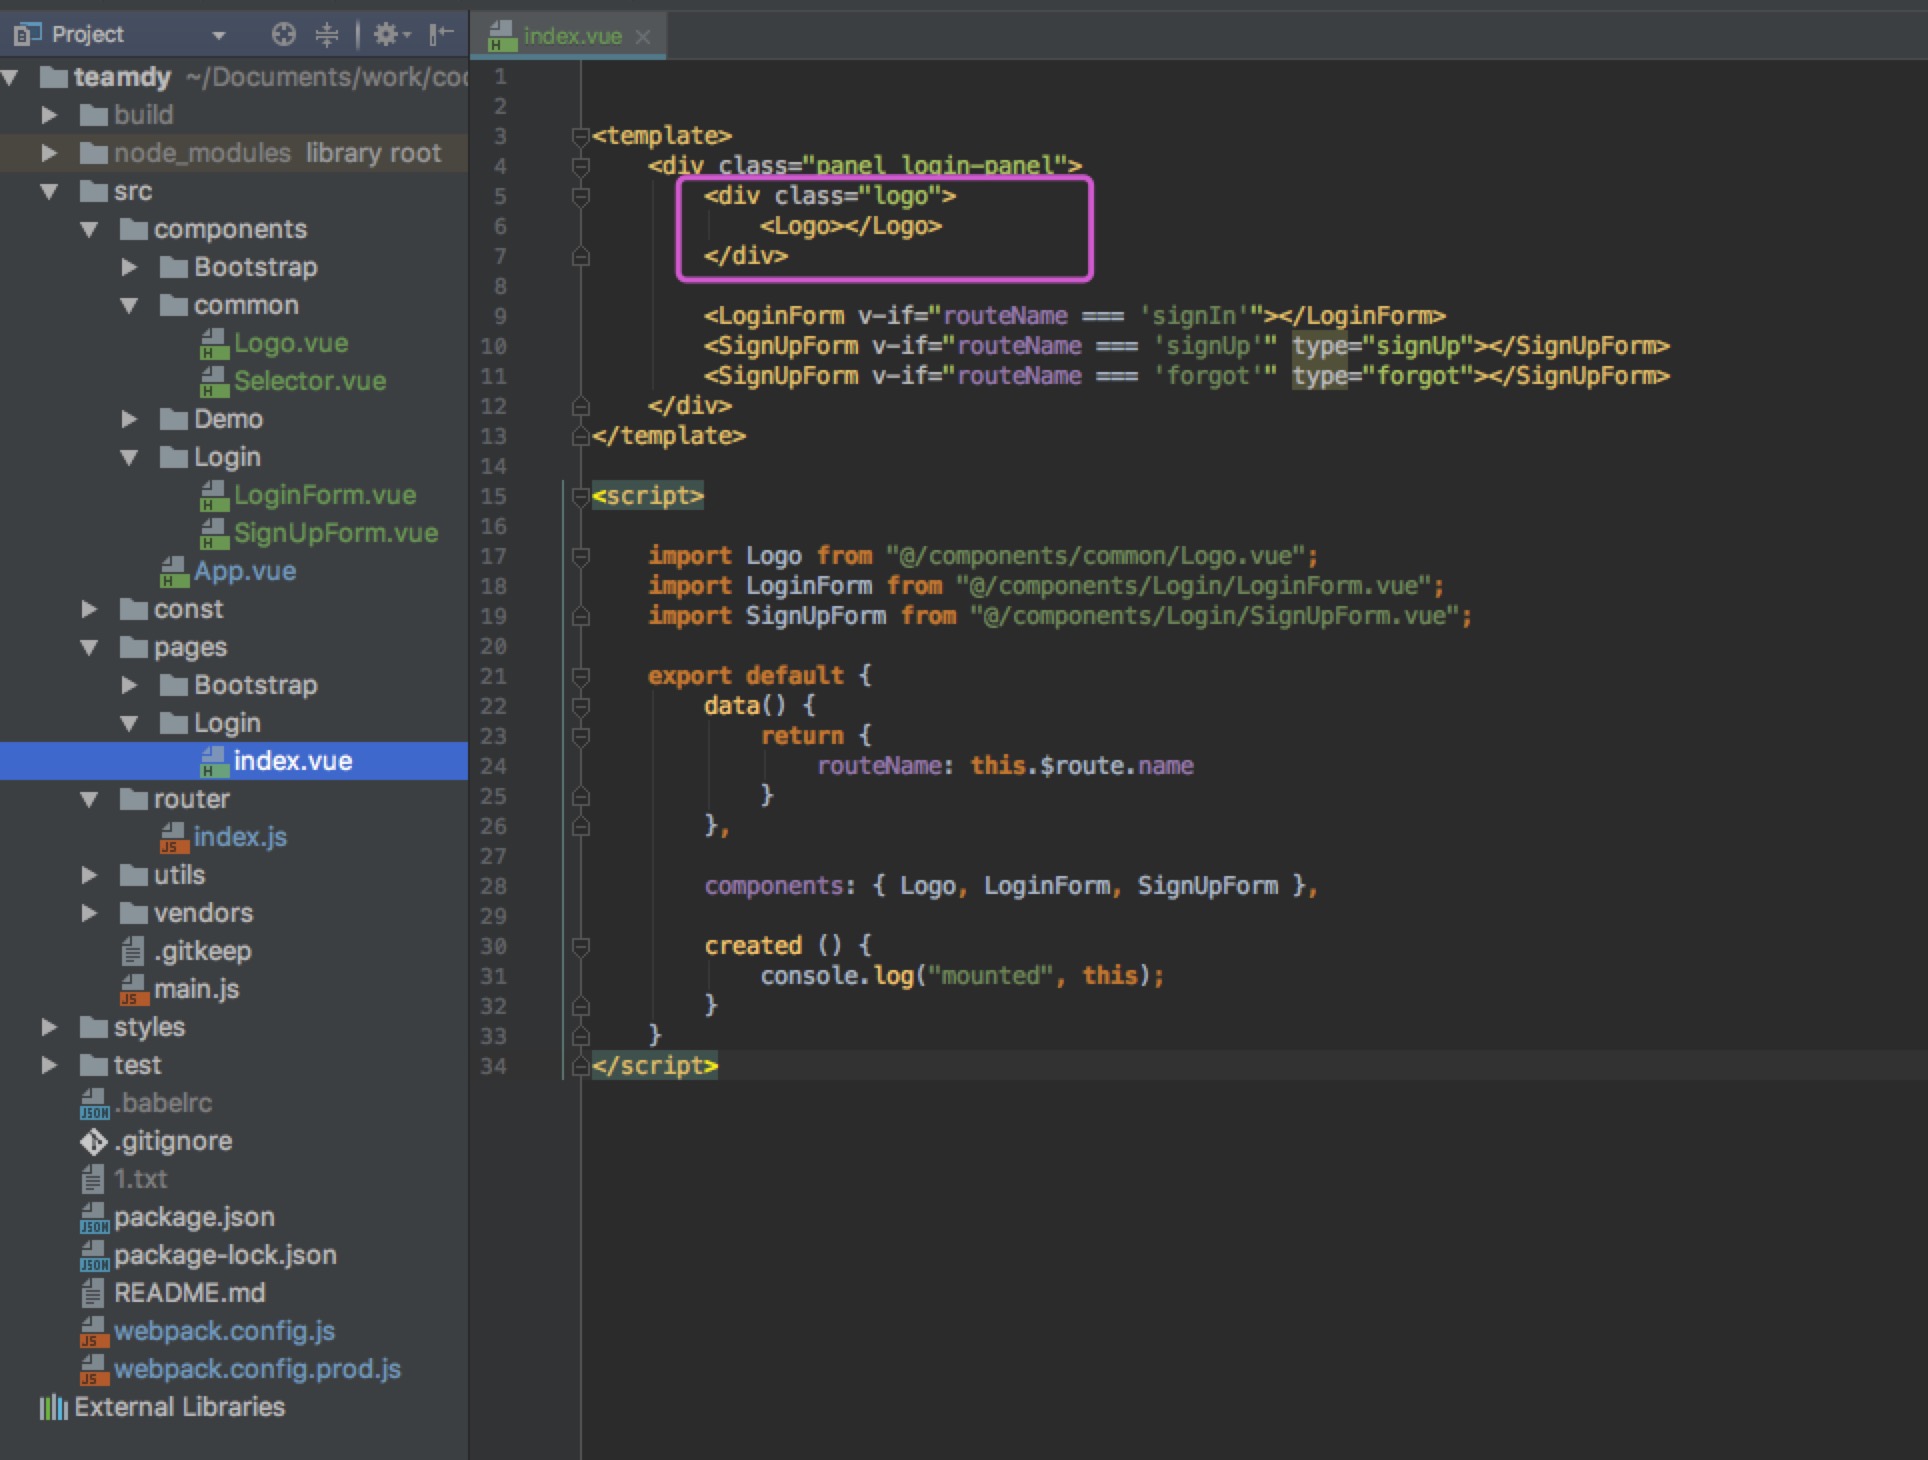 Project
teamdy ~/Documents/work/coc
build
node_modules library root
src
components
Bootstrap
common
Logo.vue
Selector.vue
Demo
Login
LoginForm.vue
SignUpForm.vue
App.vue
const
pages
Bootstrap
Login
index.vue
router
index.js
utils
vendors
.gitkeep
main.js
styles
test
.babelrc
.gitignore
1.txt
package.json
package-lock.json
README.md
webpack.config.js
webpack.config.prod.js
External Libraries
index.vue
1
2
3 <template>
4 <div class="panel login-panel">
5 <div class="logo">
6 <Logo></Logo>
7 </div>
8
9 <LoginForm v-if="routeName === 'signIn'"></LoginForm>
10 <SignUpForm v-if="routeName === 'signUp'" type="signUp"></SignUpForm>
11 <SignUpForm v-if="routeName === 'forgot'" type="forgot"></SignUpForm>
12 </div>
13 </template>
14
15 <script>
16
17 import Logo from "@/components/common/Logo.vue";
18 import LoginForm from "@/components/Login/LoginForm.vue";
19 import SignUpForm from "@/components/Login/SignUpForm.vue";
20
21 export default {
22 data() {
23 return {
24 routeName: this.$route.name
25 }
26 },
27
28 components: { Logo, LoginForm, SignUpForm },
29
30 created () {
31 console.log("mounted", this);
32 }
33 }
34 </script>